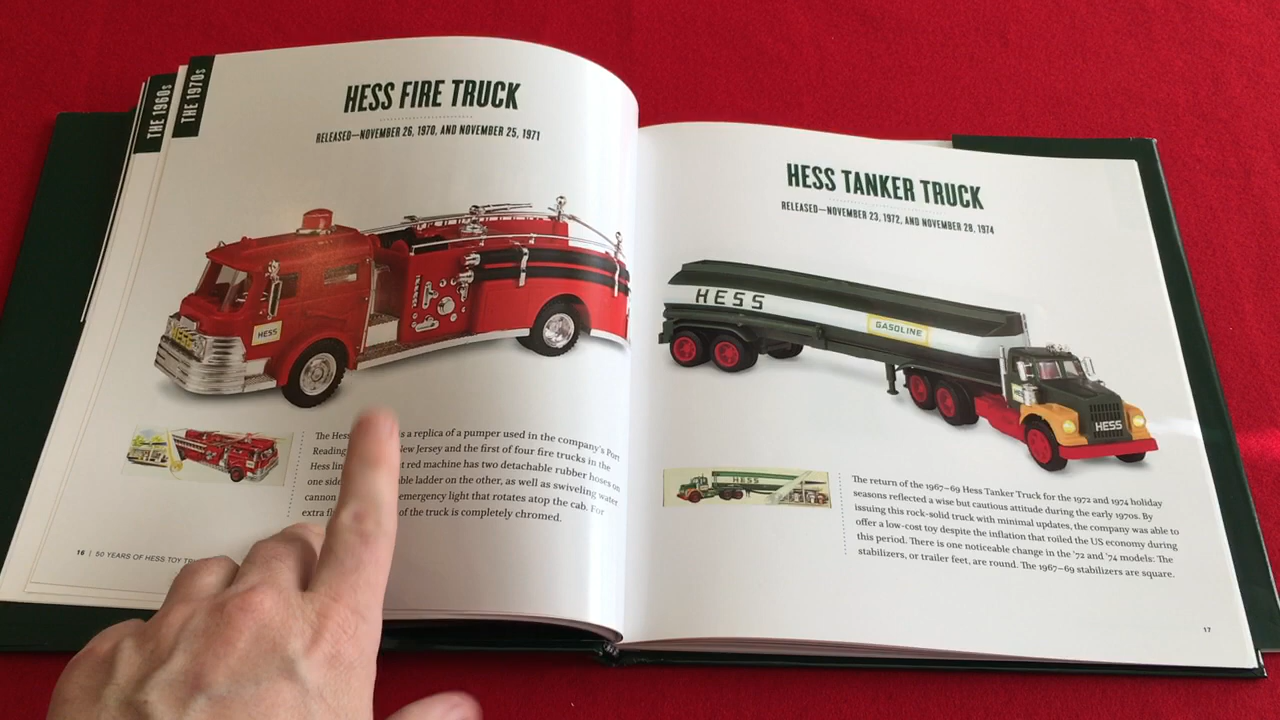 THE 1960s
THE 1970s
HESS FIRE TRUCK
RELEASED—NOVEMBER 26, 1970, AND NOVEMBER 25, 1971
HESS
HESS
The Hess is a replica of a pumper used in the company's Port
Reading New Jersey and the first of four fire trucks in the
Hess lin red machine has two detachable rubber hoses on
one side ladder on the other, as well as swiveling water
cannon emergency light that rotates atop the cab. For
extra of the truck is completely chromed.
16 | 50 YEARS OF HESS TOY
HESS TANKER TRUCK
RELEASED—NOVEMBER 23, 1972, AND NOVEMBER 28, 1974
HESS
GASOLINE
HESS
HESS
The return of the 1967–69 Hess Tanker Truck for the 1972 and 1974 holiday
seasons reflected a wise but cautious attitude during the early 1970s. By
issuing this rock-solid truck with minimal updates, the company was able to
offer a low-cost toy despite the inflation that roiled the US economy during
this period. There is one noticeable change in the '72 and '74 models: The
stabilizers, or trailer feet, are round. The 1967–69 stabilizers are square.
17